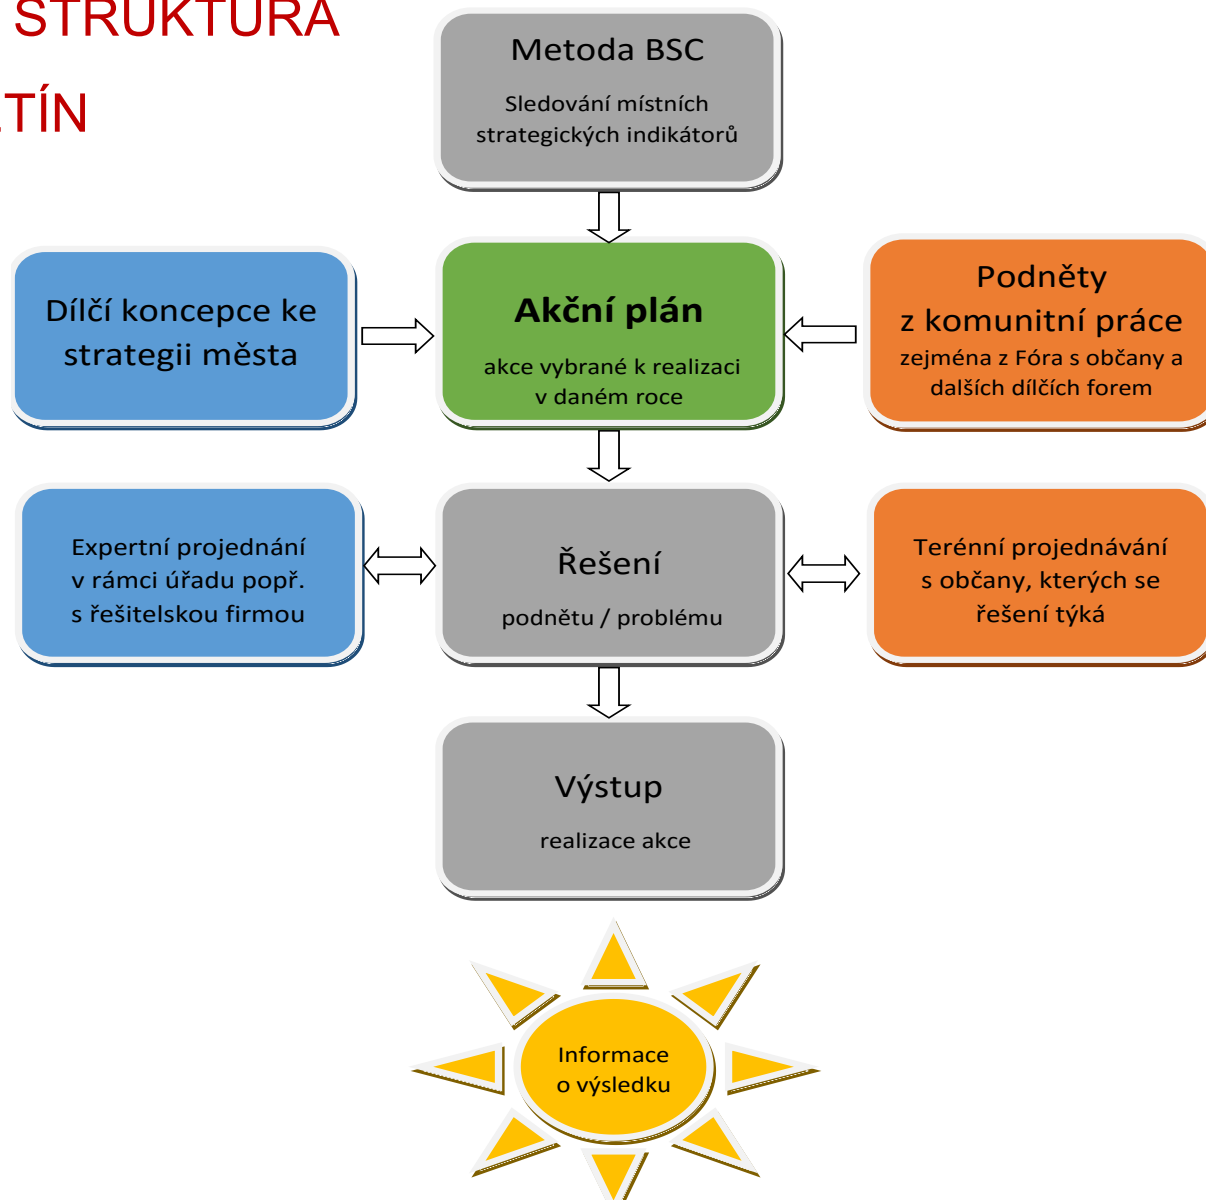 STRUKTURA
TÍN
Metoda BSC
Sledování místních
strategických indikátorů
Dílčí koncepce ke
strategii města
Akční plán
akce vybrané k realizaci
v daném roce
Podněty
z komunitní práce
zejména z Fóra s občany a
dalších dílčích forem
Expertní projednání
v rámci úřadu popř.
s řešitelskou firmou
Řešení
podnětu / problému
Terénní projednávání
s občany, kterých se
řešení týká
Výstup
realizace akce
Informace
o výsledku